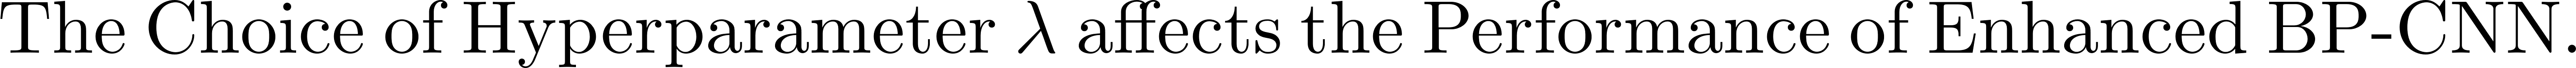 The Choice of Hyperparameter λ affects the Performance of Enhanced BP-CNN.